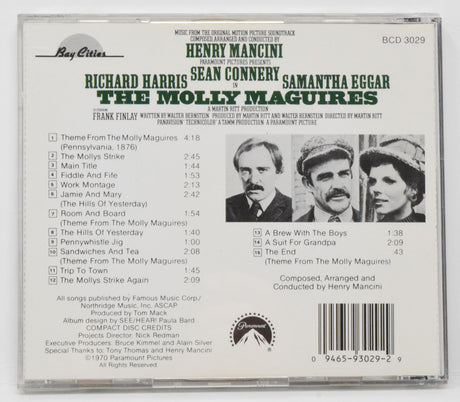 Bay Cities
BCD 3029
MUSIC FROM THE ORIGINAL MOTION PICTURE SOUNDTRACK
COMPOSED ARRANGED AND CONDUCTED BY
HENRY MANCINI
PARAMOUNT PICTURES PRESENTS
RICHARD HARRIS SEAN CONNERY SAMANTHA EGGAR
IN
THE MOLLY MAGUIRES
A MARTIN RITT PRODUCTION
CO-STARRING
FRANK FINLAY WRITTEN BY WALTER BERNSTEIN PRODUCED BY MARTIN RITT AND WALTER BERNSTEIN DIRECTED BY MARTIN RITT
PANAVISION TECHNICOLOR A TAMM PRODUCTION A PARAMOUNT PICTURE
1 Theme From The Molly Maguires 4:18
(Pennsylvania, 1876)
2 The Mollys Strike 2:15
3 Main Title 1:44
4 Fiddle And Fife 1:52
5 Work Montage 2:13
6 Jamie And Mary 2:42
(The Hills Of Yesterday)
7 Room And Board 1:54
(Theme From The Molly Maguires)
8 The Hills Of Yesterday 1:40
9 Pennywhistle Jig 1:00
10 Sandwiches And Tea 2:09
(Theme From The Molly Maguires)
11 Trip To Town 1:45
12 The Mollys Strike Again 2:09
13 A Brew With The Boys 1:38
14 A Suit For Grandpa 2:09
15 The End .43
(Theme From The Molly Maguires)
Composed, Arranged and
Conducted by Henry Mancini
All songs published by Famous Music Corp./
Northridge Music, Inc. ASCAP
Produced by Tom Mack
Album design by SEE/HEAR! Paula Bard
COMPACT DISC CREDITS
Projects Director: Nick Redman
Executive Producers: Bruce Kimmel and Alain Silver
Special Thanks to: Tony Thomas and Henry Mancini
©1970 Paramount Pictures
All Rights Reserved.
Paramount
0 9465-93029-2 9